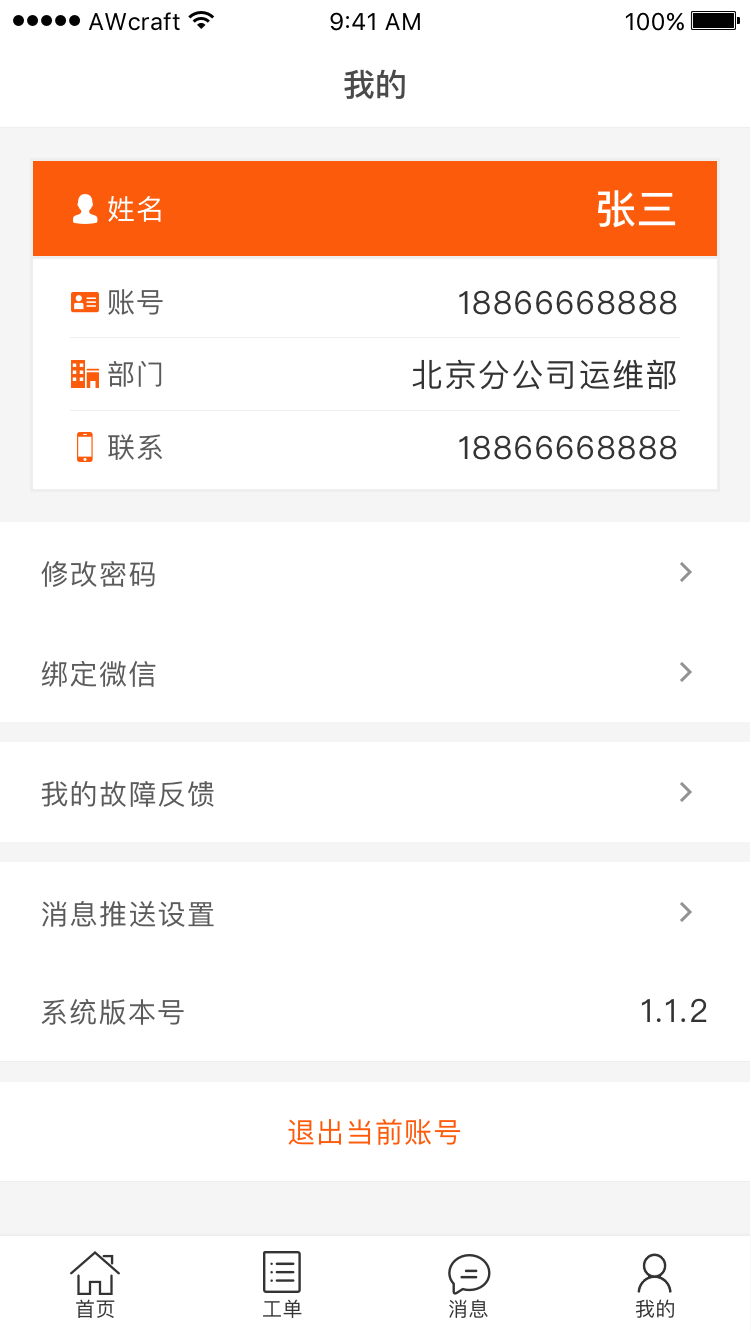 ●●●●● AWcraft 9:41 AM 100%
我的
姓名 张三
账号 18866668888
部门 北京分公司运维部
联系 18866668888
修改密码
绑定微信
我的故障反馈
消息推送设置
系统版本号 1.1.2
退出当前账号
首页 工单 消息 我的